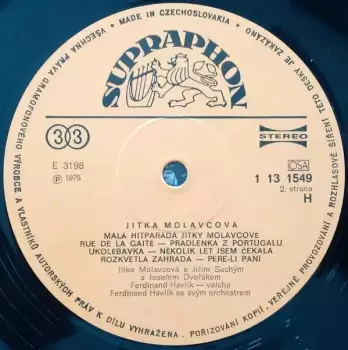 MADE IN CZECHOSLOVAKIA
VŠECHNA PRÁVA GRAMOFONOVÉHO VÝROBCE A VLASTNÍKŮ AUTORSKÝCH PRÁV K DÍLU VYHRAŽENA. POŘIZOVÁNÍ KOPIÍ, VEŘEJNÉ PROVOZOVÁNÍ A ROZHLASOVÉ ŠÍŘENÍ TÉTO DESKY JE ZAKÁZÁNO
SUPRAPHON
33
STEREO
E 3198
Ⓟ 1975
OSA
1 13 1549
2. strana
H
JITKA MOLAVCOVÁ
MALÁ HITPARÁDA JITKY MOLAVCOVÉ
RUE DE LA GAITÉ — PRADLENKA Z PORTUGALU
UKOLÉBAVKA — NĚKOLIK LET JSEM ČEKALA
ROZKVETLÁ ZAHRADA — PERE-LI PANÍ
Jitka Molavcová s Jiřím Suchým
a Josefem Dvořákem
Ferdinand Havlík — valcha
Ferdinand Havlík se svým orchestrem